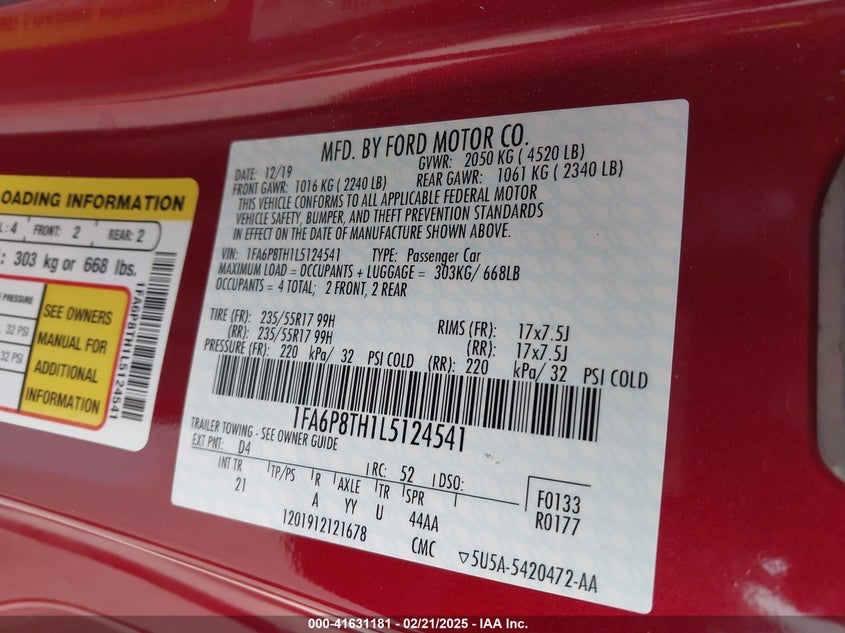 MFD. BY FORD MOTOR CO.
DATE: 12/19 GVWR: 2050 KG ( 4520 LB)
FRONT GAWR: 1016 KG ( 2240 LB) REAR GAWR: 1061 KG ( 2340 LB)
THIS VEHICLE CONFORMS TO ALL APPLICABLE FEDERAL MOTOR
VEHICLE SAFETY, BUMPER, AND THEFT PREVENTION STANDARDS
IN EFFECT ON THE DATE OF MANUFACTURE SHOWN ABOVE.
VIN: 1FA6P8TH1L5124541 TYPE: Passenger Car
MAXIMUM LOAD = OCCUPANTS + LUGGAGE = 303KG/ 668LB
OCCUPANTS = 4 TOTAL: 2 FRONT, 2 REAR
TIRE (FR): 235/55R17 99H RIMS (FR): 17x7.5J
(RR): 235/55R17 99H (RR): 17x7.5J
PRESSURE (FR): 220 kPa/ 32 PSI COLD (RR): 220 kPa/ 32 PSI COLD
1FA6P8TH1L5124541
TRAILER TOWING - SEE OWNER GUIDE
EXT PNT: D4 RC: 52 DSO:
INT TR TP/PS R AXLE TR SPR F0133
21 A YY U 44AA R0177
1201912121678 CMC ▽5U5A-5420472-AA
OADING INFORMATION
L: 4 FRONT: 2 REAR: 2
: 303 kg or 668 lbs.
PRESSURE
32 PSI
32 PSI
SEE OWNERS
MANUAL FOR
ADDITIONAL
INFORMATION
1FA6P8TH1L5124541
000-41631181 - 02/21/2025 - IAA Inc.